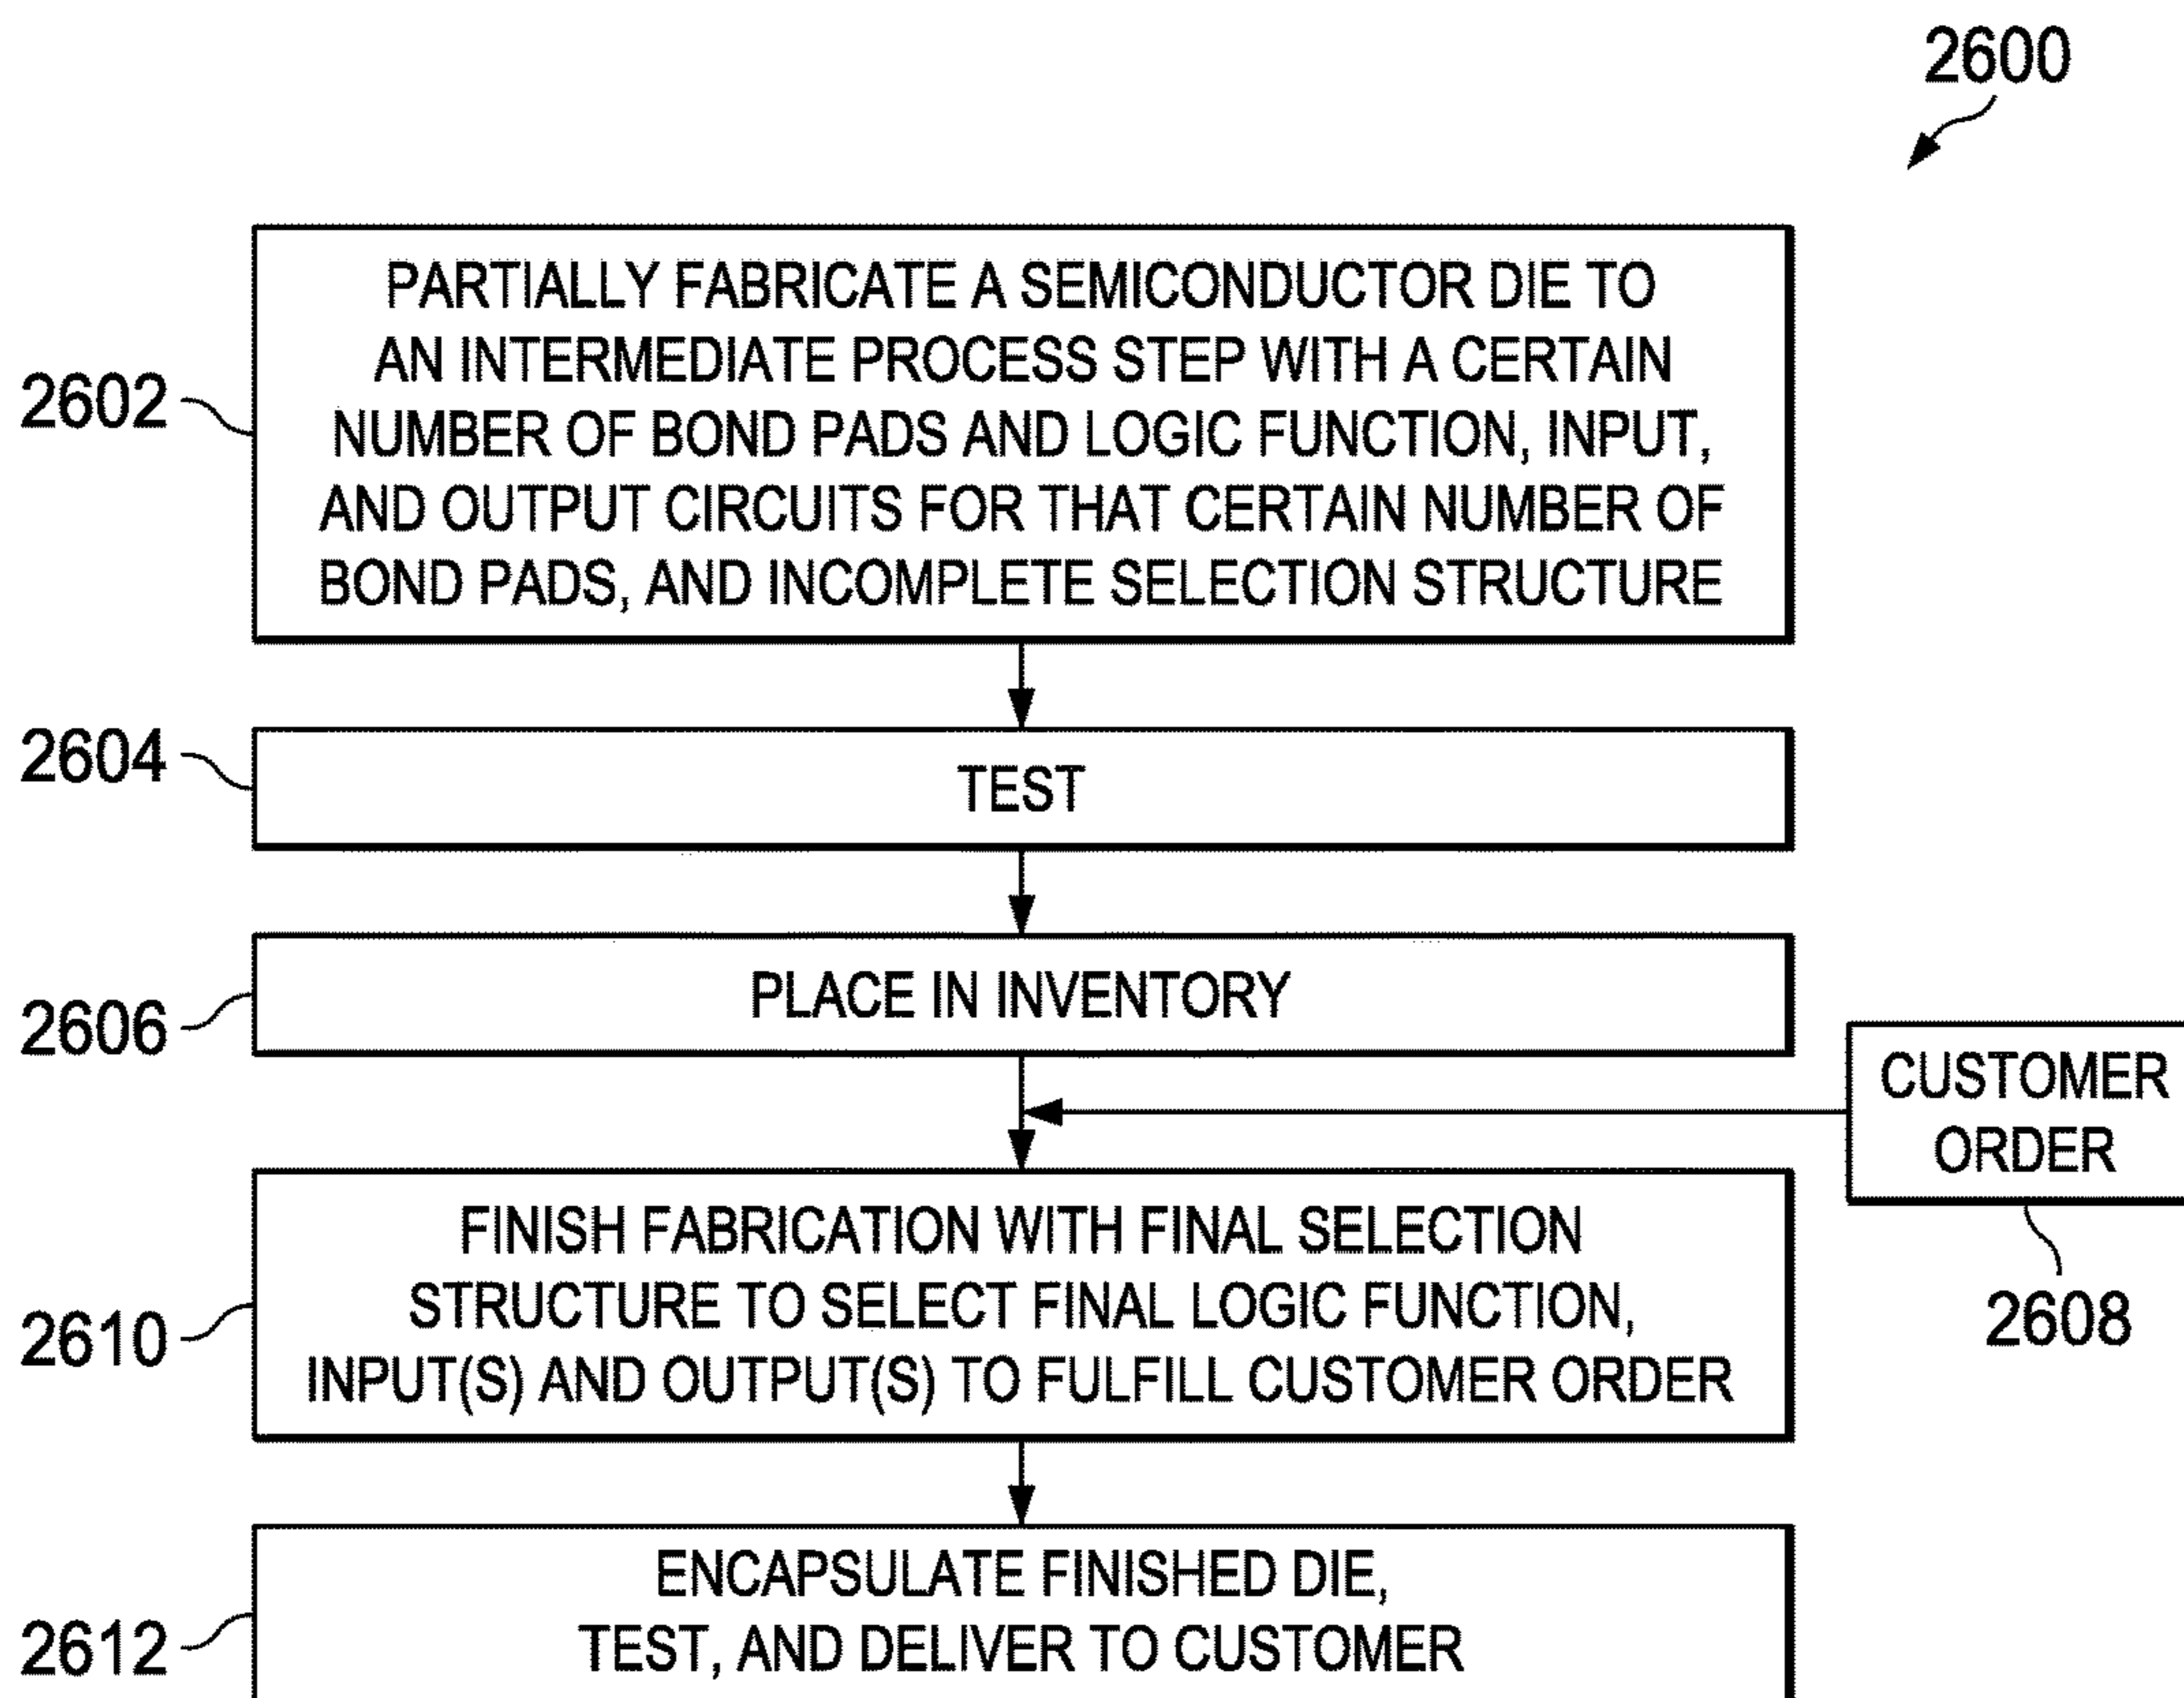 2600
2602
PARTIALLY FABRICATE A SEMICONDUCTOR DIE TO
AN INTERMEDIATE PROCESS STEP WITH A CERTAIN
NUMBER OF BOND PADS AND LOGIC FUNCTION, INPUT,
AND OUTPUT CIRCUITS FOR THAT CERTAIN NUMBER OF
BOND PADS, AND INCOMPLETE SELECTION STRUCTURE
2604
TEST
2606
PLACE IN INVENTORY
CUSTOMER
ORDER
2608
2610
FINISH FABRICATION WITH FINAL SELECTION
STRUCTURE TO SELECT FINAL LOGIC FUNCTION,
INPUT(S) AND OUTPUT(S) TO FULFILL CUSTOMER ORDER
2612
ENCAPSULATE FINISHED DIE,
TEST, AND DELIVER TO CUSTOMER